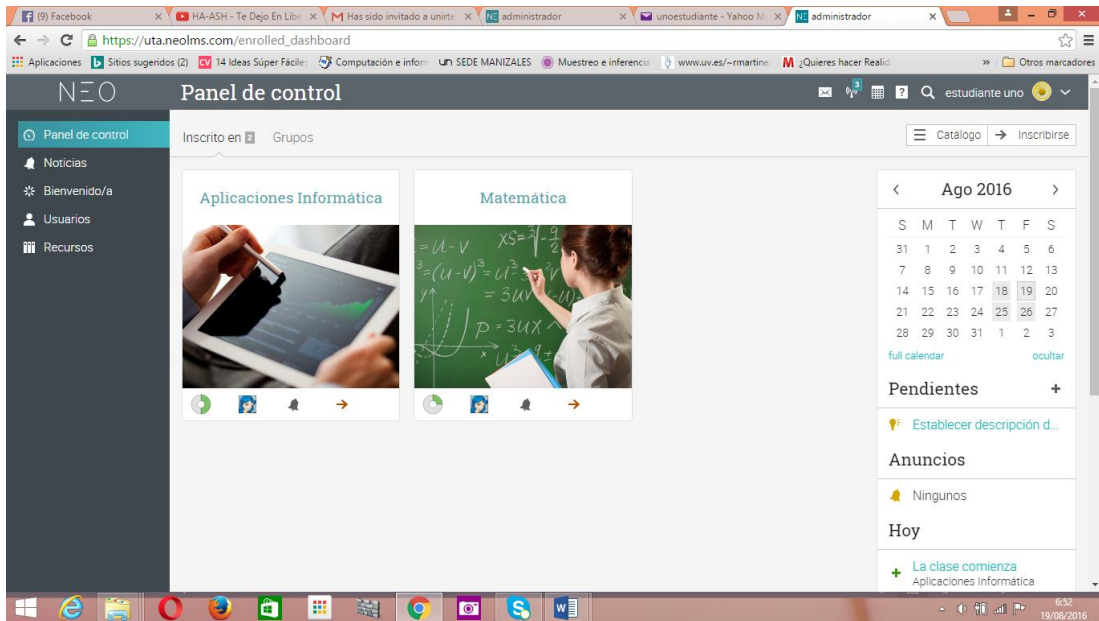 (9) Facebook
HA-ASH - Te Dejo En Libe
Has sido invitado a unirte
administrador
unoestudiante - Yahoo M
administrador
https://uta.neolms.com/enrolled_dashboard
Aplicaciones
Sitios sugeridos (2)
14 Ideas Súper Fáciles
Computación e inform
SEDE MANIZALES
Muestreo e inferencia
www.uv.es/~rmartine
¿Quieres hacer Realid
» Otros marcadores
NEO
Panel de control
3
estudiante uno
Panel de control
Noticias
Bienvenido/a
Usuarios
Recursos
Inscrito en 2
Grupos
Catálogo
Inscribirse
Aplicaciones Informática
Matemática
Ago 2016
S M T W T F S
31 1 2 3 4 5 6
7 8 9 10 11 12 13
14 15 16 17 18 19 20
21 22 23 24 25 26 27
28 29 30 31 1 2 3
full calendar
ocultar
Pendientes +
Establecer descripción d...
Anuncios
Ningunos
Hoy
La clase comienza
Aplicaciones Informática
6:52
19/08/2016